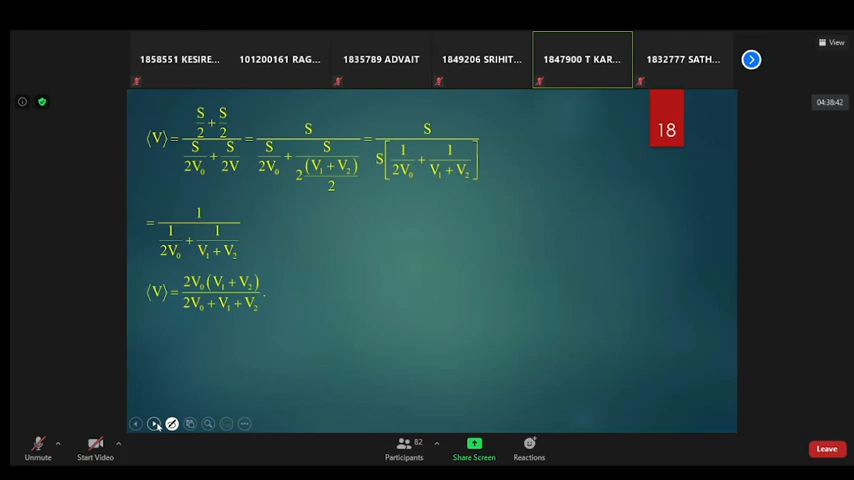 View
1858551 KESIRE... 101200161 RAG... 1835789 ADVAIT 1849206 SRIHIT... 1847900 T KAR... 1832777 SATH...
04:38:42
18
⟨V⟩ = (S/2 + S/2) / (S/2V₀ + S/2V) = S / (S/2V₀ + S/(2(V₁ + V₂)/2)) = S / (S[1/2V₀ + 1/(V₁ + V₂)])
= 1 / (1/2V₀ + 1/(V₁ + V₂))
⟨V⟩ = 2V₀(V₁ + V₂) / (2V₀ + V₁ + V₂).
Unmute Start Video Participants 82 Share Screen Reactions Leave